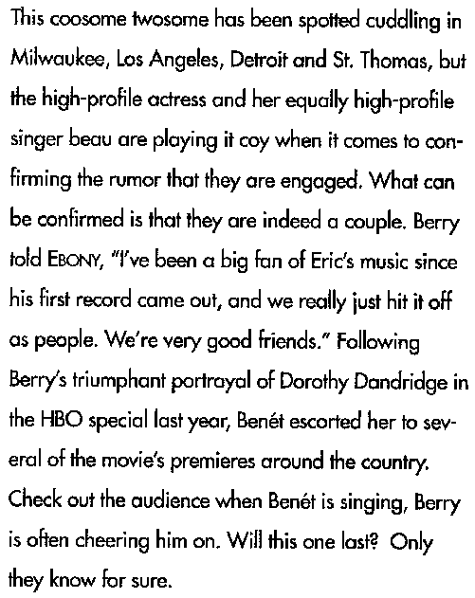 This coosome twosome has been spotted cuddling in
Milwaukee, Los Angeles, Detroit and St. Thomas, but
the high-profile actress and her equally high-profile
singer beau are playing it coy when it comes to con-
firming the rumor that they are engaged. What can
be confirmed is that they are indeed a couple. Berry
told EBONY, "I've been a big fan of Eric's music since
his first record came out, and we really just hit it off
as people. We're very good friends." Following
Berry's triumphant portrayal of Dorothy Dandridge in
the HBO special last year, Benét escorted her to sev-
eral of the movie's premieres around the country.
Check out the audience when Benét is singing, Berry
is often cheering him on. Will this one last? Only
they know for sure.